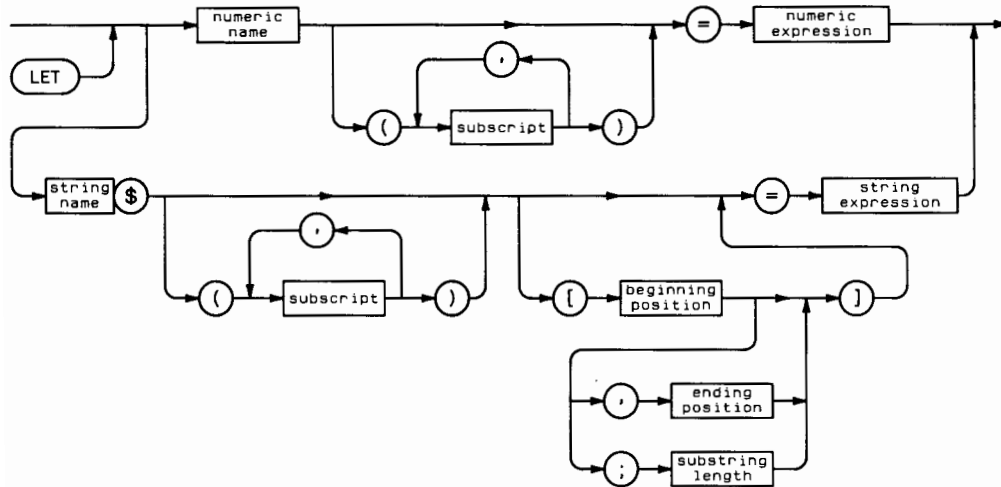 numeric
name
=
numeric
expression
LET
,
(
subscript
)
string
name
$
=
string
expression
,
(
subscript
)
[
beginning
position
]
,
ending
position
;
substring
length